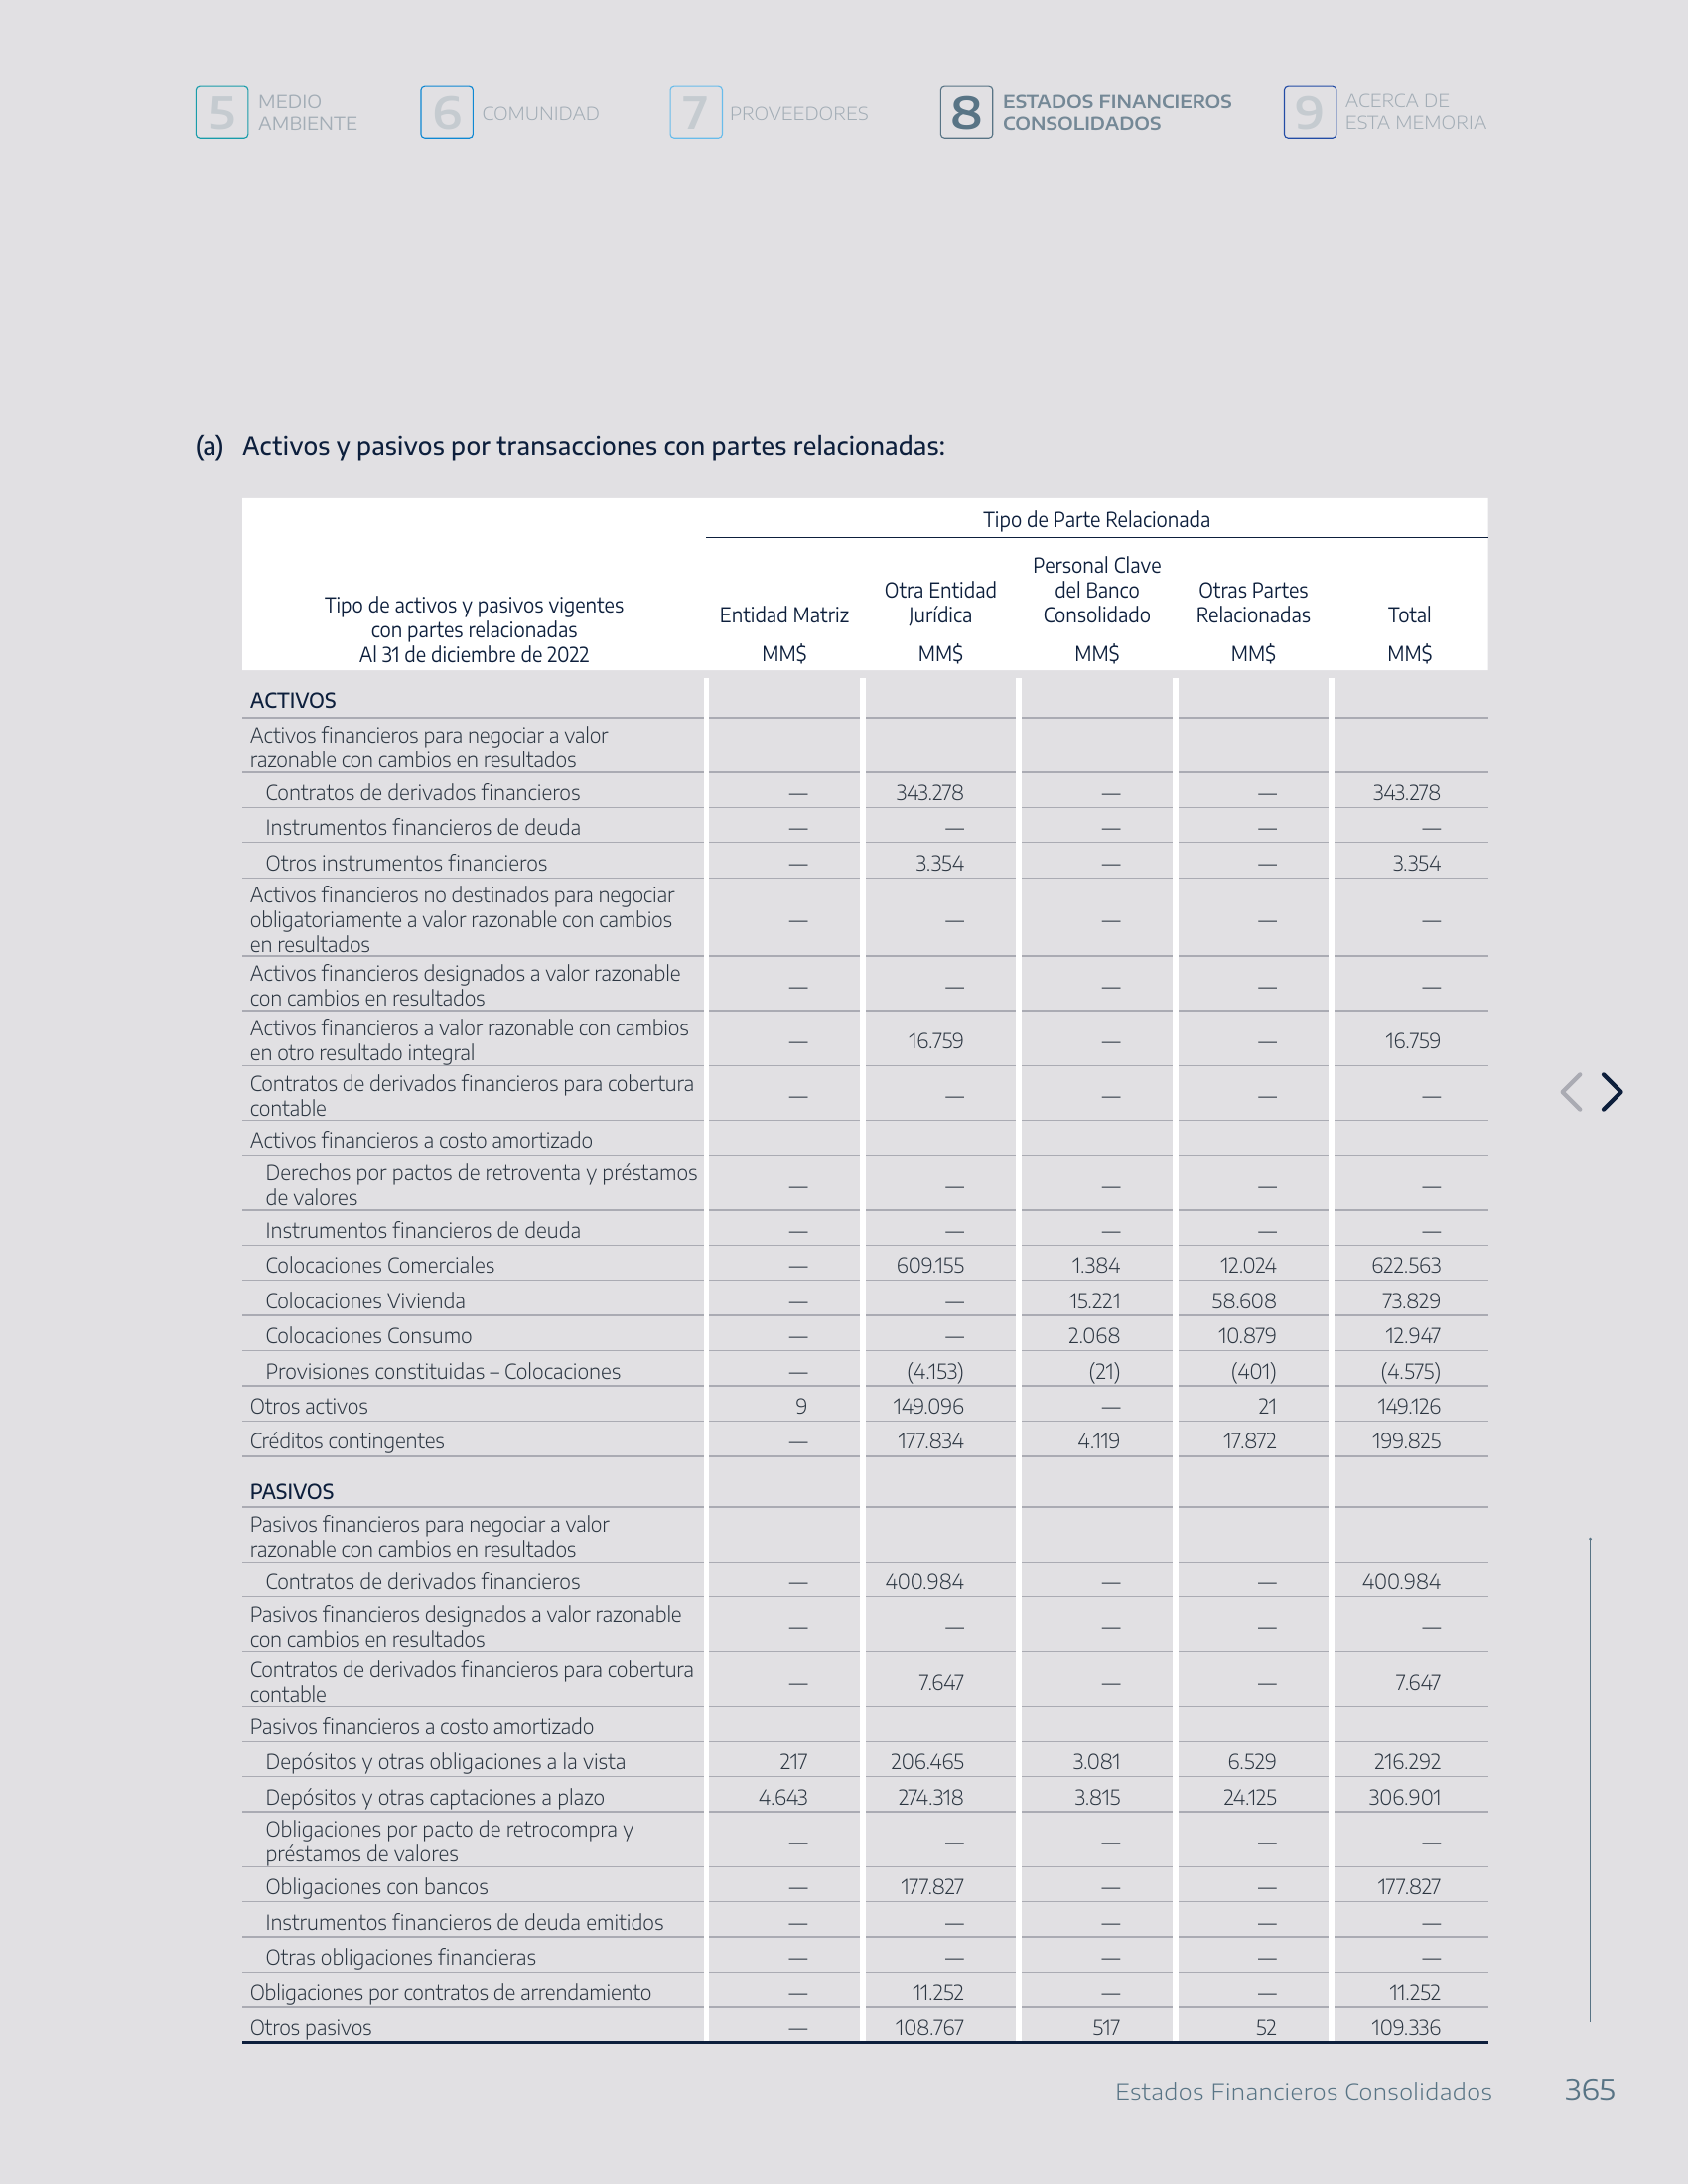 5 MEDIO AMBIENTE
6 COMUNIDAD
7 PROVEEDORES
8 ESTADOS FINANCIEROS CONSOLIDADOS
9 ACERCA DE ESTA MEMORIA
(a) Activos y pasivos por transacciones con partes relacionadas:
Tipo de Parte Relacionada
Tipo de activos y pasivos vigentes
con partes relacionadas
Al 31 de diciembre de 2022
Entidad Matriz MM$
Otra Entidad Jurídica MM$
Personal Clave del Banco Consolidado MM$
Otras Partes Relacionadas MM$
Total MM$
ACTIVOS
Activos financieros para negociar a valor
razonable con cambios en resultados
Contratos de derivados financieros — 343.278 — — 343.278
Instrumentos financieros de deuda — — — — —
Otros instrumentos financieros — 3.354 — — 3.354
Activos financieros no destinados para negociar
obligatoriamente a valor razonable con cambios
en resultados — — — — —
Activos financieros designados a valor razonable
con cambios en resultados — — — — —
Activos financieros a valor razonable con cambios
en otro resultado integral — 16.759 — — 16.759
Contratos de derivados financieros para cobertura
contable — — — — —
Activos financieros a costo amortizado
Derechos por pactos de retroventa y préstamos
de valores — — — — —
Instrumentos financieros de deuda — — — — —
Colocaciones Comerciales — 609.155 1.384 12.024 622.563
Colocaciones Vivienda — — 15.221 58.608 73.829
Colocaciones Consumo — — 2.068 10.879 12.947
Provisiones constituidas – Colocaciones — (4.153) (21) (401) (4.575)
Otros activos 9 149.096 — 21 149.126
Créditos contingentes — 177.834 4.119 17.872 199.825
PASIVOS
Pasivos financieros para negociar a valor
razonable con cambios en resultados
Contratos de derivados financieros — 400.984 — — 400.984
Pasivos financieros designados a valor razonable
con cambios en resultados — — — — —
Contratos de derivados financieros para cobertura
contable — 7.647 — — 7.647
Pasivos financieros a costo amortizado
Depósitos y otras obligaciones a la vista 217 206.465 3.081 6.529 216.292
Depósitos y otras captaciones a plazo 4.643 274.318 3.815 24.125 306.901
Obligaciones por pacto de retrocompra y
préstamos de valores — — — — —
Obligaciones con bancos — 177.827 — — 177.827
Instrumentos financieros de deuda emitidos — — — — —
Otras obligaciones financieras — — — — —
Obligaciones por contratos de arrendamiento — 11.252 — — 11.252
Otros pasivos — 108.767 517 52 109.336
Estados Financieros Consolidados 365